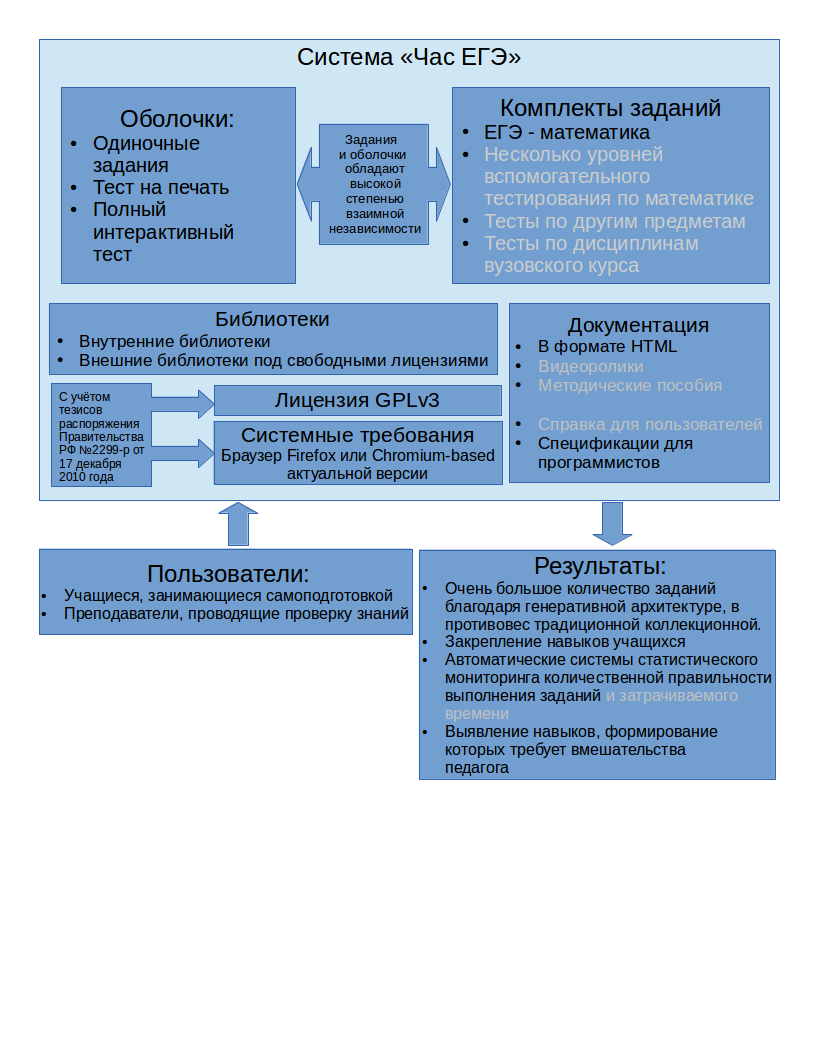 Система «Час ЕГЭ»
Оболочки:
• Одиночные
задания
• Тест на печать
• Полный
интерактивный
тест
Задания
и оболочки
обладают
высокой
степенью
взаимной
независимости
Комплекты заданий
• ЕГЭ - математика
• Несколько уровней
вспомогательного
тестирования по математике
• Тесты по другим предметам
• Тесты по дисциплинам
вузовского курса
Библиотеки
• Внутренние библиотеки
• Внешние библиотеки под свободными лицензиями
Документация
• В формате HTML
• Видеоролики
• Методические пособия
• Справка для пользователей
• Спецификации для
программистов
С учётом
тезисов
распоряжения
Правительства
РФ №2299-р от
17 декабря
2010 года
Лицензия GPLv3
Системные требования
Браузер Firefox или Chromium-based
актуальной версии
Пользователи:
• Учащиеся, занимающиеся самоподготовкой
• Преподаватели, проводящие проверку знаний
Результаты:
• Очень большое количество заданий
благодаря генеративной архитектуре, в
противовес традиционной коллекционной.
• Закрепление навыков учащихся
• Автоматические системы статистического
мониторинга количественной правильности
выполнения заданий и затрачиваемого
времени
• Выявление навыков, формирование
которых требует вмешательства
педагога